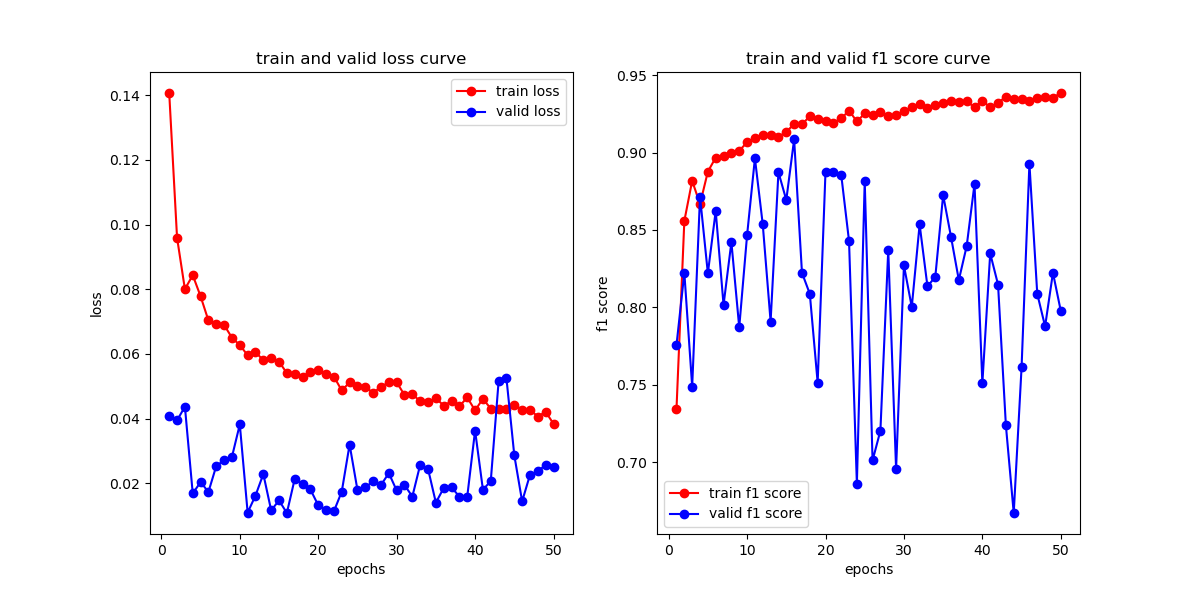 train and valid loss curve
0.14
0.12
0.10
0.08
0.06
0.04
0.02
loss
train loss
valid loss
0 10 20 30 40 50
epochs
train and valid f1 score curve
0.95
0.90
0.85
0.80
0.75
0.70
f1 score
train f1 score
valid f1 score
0 10 20 30 40 50
epochs